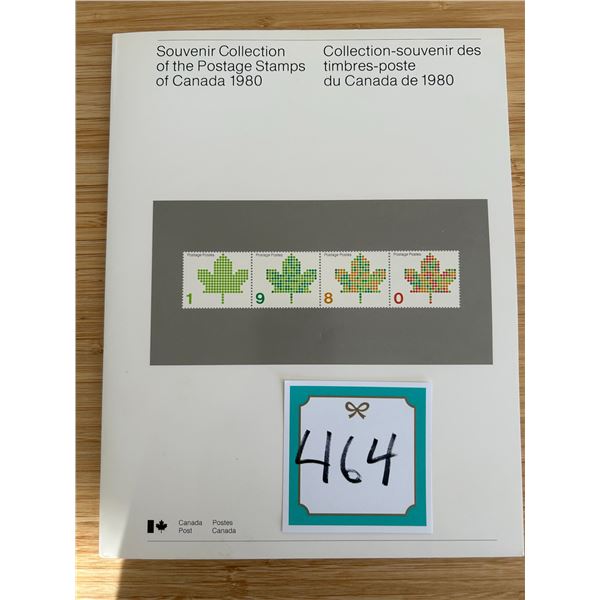 Souvenir Collection
of the Postage Stamps
of Canada 1980
Collection-souvenir des
timbres-poste
du Canada de 1980
Postage Postes
1
Postage Postes
9
Postage Postes
8
Postage Postes
0
464
Canada
Post
Postes
Canada